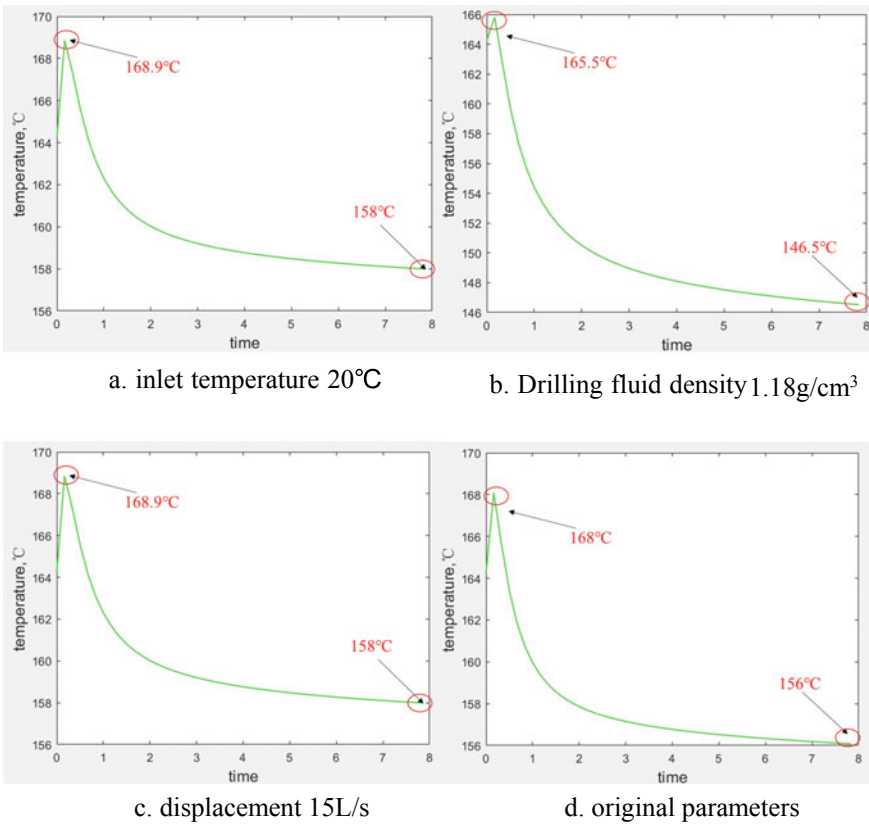 170
168
166
164
162
160
158
156
temperature,℃
168.9℃
158℃
0 1 2 3 4 5 6 7 8
time
a. inlet temperature 20℃
166
164
162
160
158
156
154
152
150
148
146
temperature,℃
165.5℃
146.5℃
0 1 2 3 4 5 6 7 8
time
b. Drilling fluid density 1.18g/cm³
170
168
166
164
162
160
158
156
temperature,℃
168.9℃
158℃
0 1 2 3 4 5 6 7 8
time
c. displacement 15L/s
170
168
166
164
162
160
158
156
temperature,℃
168℃
156℃
0 1 2 3 4 5 6 7 8
time
d. original parameters